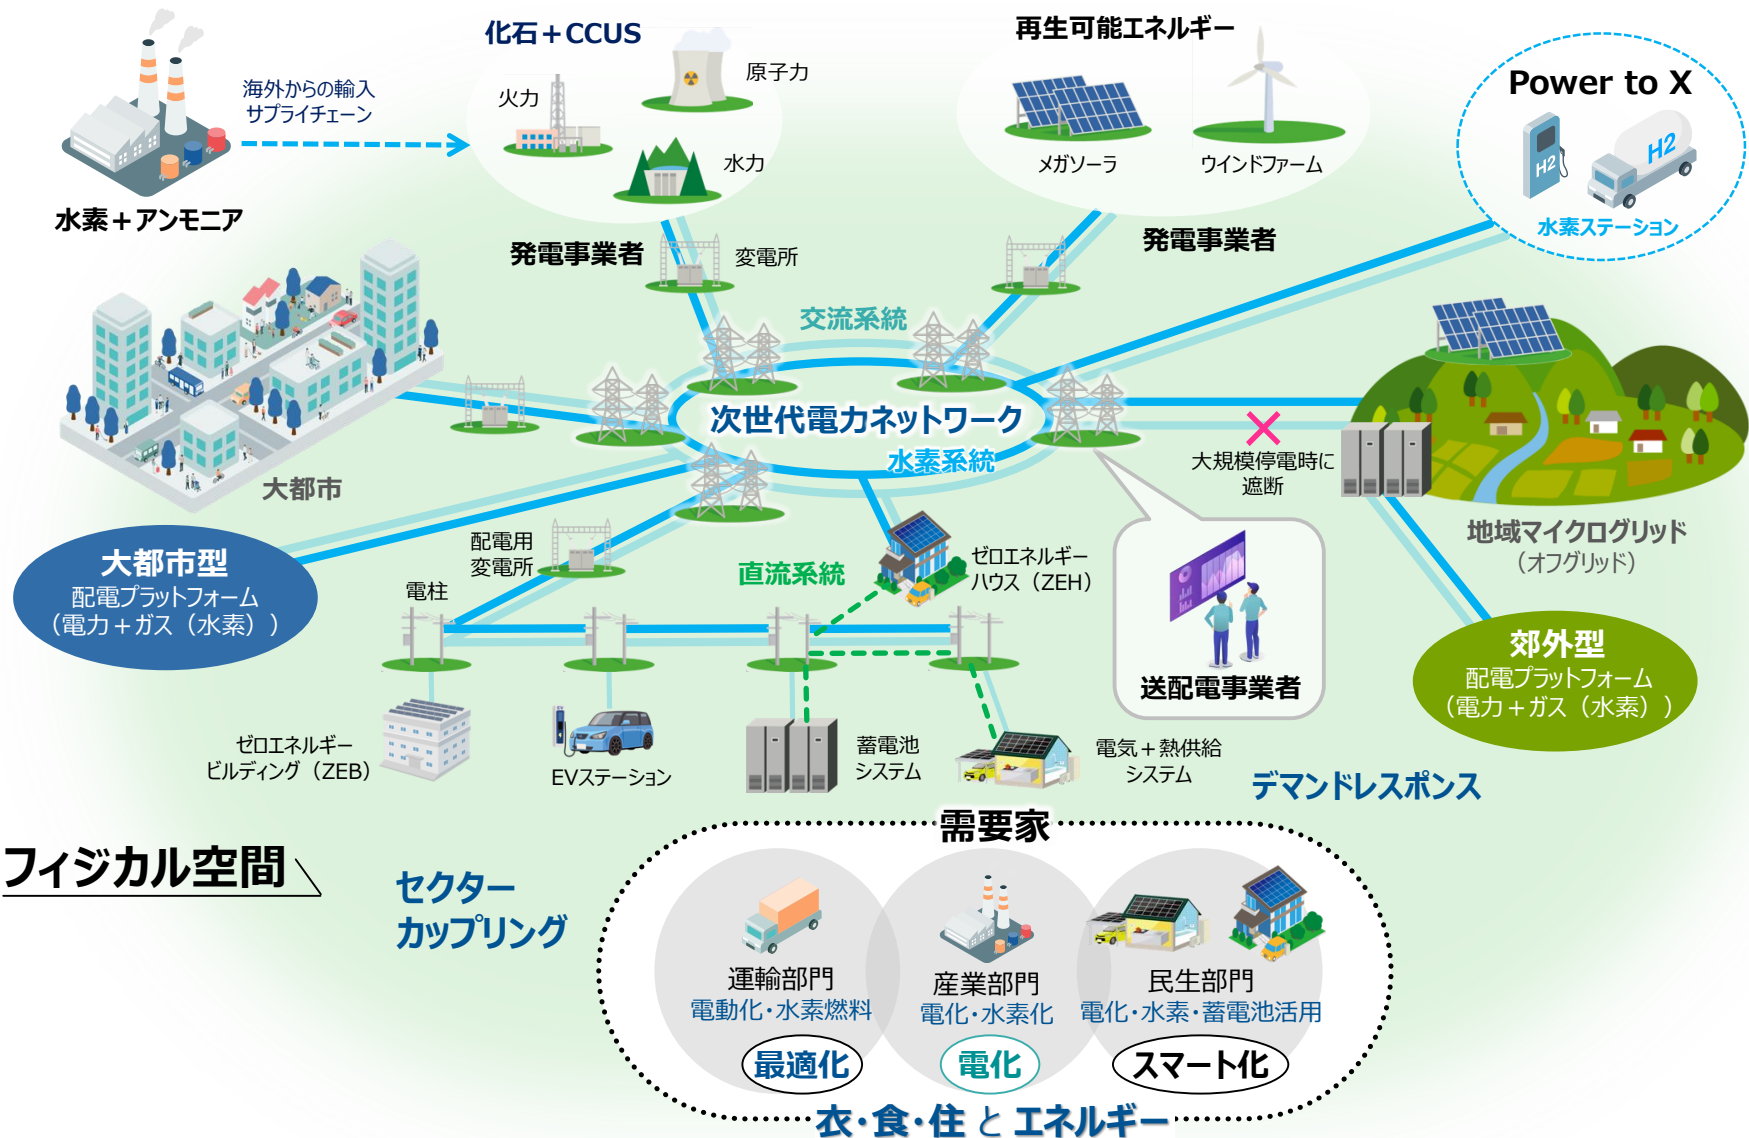 化石＋CCUS
再生可能エネルギー
Power to X
海外からの輸入
サプライチェーン
火力
原子力
水力
メガソーラ
ウインドファーム
H2
H2
水素ステーション
水素＋アンモニア
発電事業者
変電所
発電事業者
交流系統
次世代電力ネットワーク
水素系統
大都市
大規模停電時に
遮断
地域マイクログリッド
（オフグリッド）
大都市型
配電プラットフォーム
（電力＋ガス（水素））
配電用
変電所
電柱
直流系統
ゼロエネルギー
ハウス（ZEH）
送配電事業者
郊外型
配電プラットフォーム
（電力＋ガス（水素））
ゼロエネルギー
ビルディング（ZEB）
EVステーション
蓄電池
システム
電気＋熱供給
システム
デマンドレスポンス
フィジカル空間
セクター
カップリング
需要家
運輸部門
電動化・水素燃料
最適化
産業部門
電化・水素化
電化
民生部門
電化・水素・蓄電池活用
スマート化
衣・食・住 と エネルギー